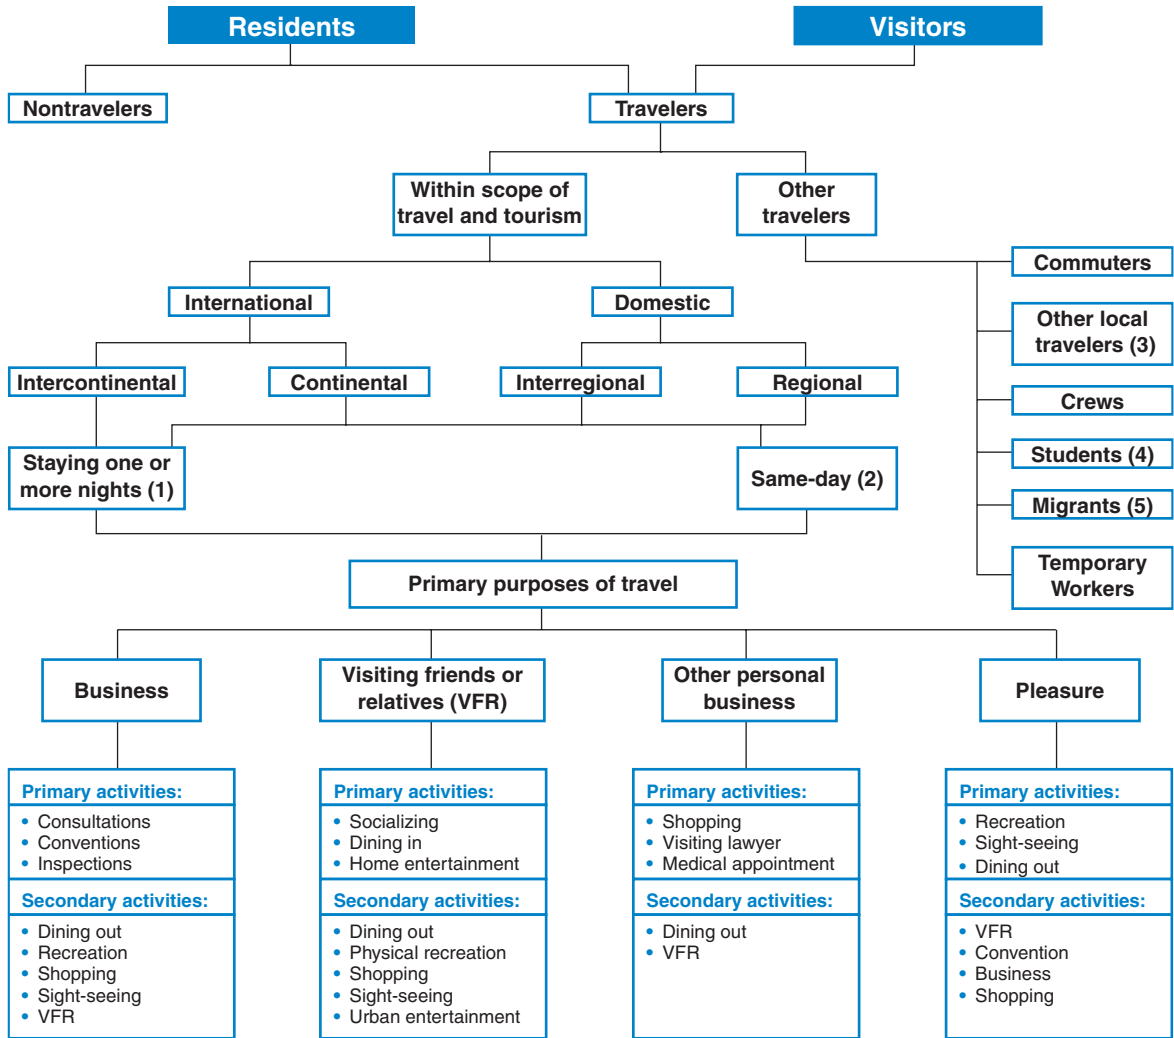 Residents
Visitors
Nontravelers
Travelers
Within scope of
travel and tourism
Other
travelers
International
Domestic
Intercontinental
Continental
Interregional
Regional
Staying one or
more nights (1)
Same-day (2)
Commuters
Other local
travelers (3)
Crews
Students (4)
Migrants (5)
Temporary
Workers
Primary purposes of travel
Business
Visiting friends or
relatives (VFR)
Other personal
business
Pleasure
Primary activities:
• Consultations
• Conventions
• Inspections
Secondary activities:
• Dining out
• Recreation
• Shopping
• Sight-seeing
• VFR
Primary activities:
• Socializing
• Dining in
• Home entertainment
Secondary activities:
• Dining out
• Physical recreation
• Shopping
• Sight-seeing
• Urban entertainment
Primary activities:
• Shopping
• Visiting lawyer
• Medical appointment
Secondary activities:
• Dining out
• VFR
Primary activities:
• Recreation
• Sight-seeing
• Dining out
Secondary activities:
• VFR
• Convention
• Business
• Shopping